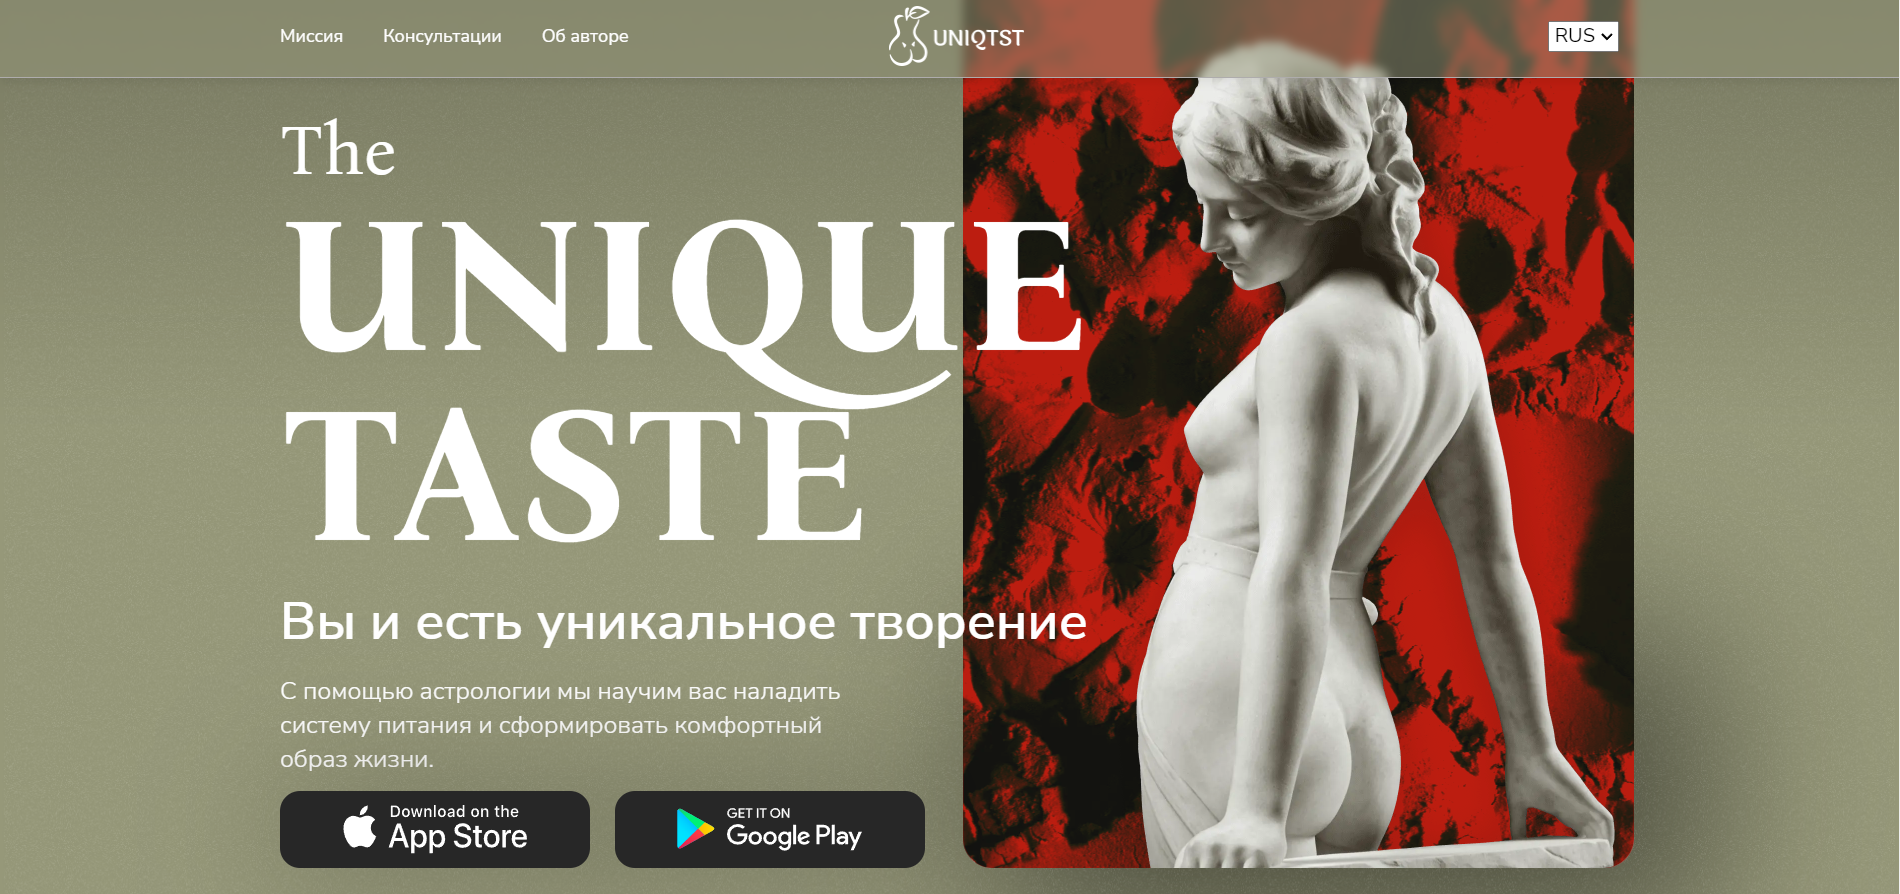 Миссия
Консультации
Об авторе
UNIQTST
RUS
The
UNIQUE
TASTE
Вы и есть уникальное творение
С помощью астрологии мы научим вас наладить
систему питания и сформировать комфортный
образ жизни.
Download on the
App Store
GET IT ON
Google Play